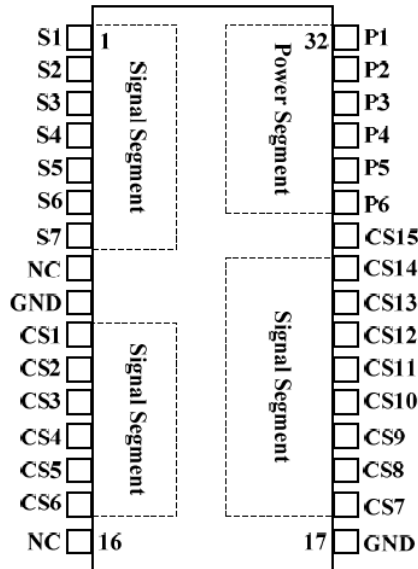 S1 1 32 P1
S2 P2
S3 P3
S4 P4
S5 P5
S6 P6
S7 CS15
NC CS14
GND CS13
CS1 CS12
CS2 CS11
CS3 CS10
CS4 CS9
CS5 CS8
CS6 CS7
NC 16 17 GND
Signal Segment
Power Segment
Signal Segment
Signal Segment